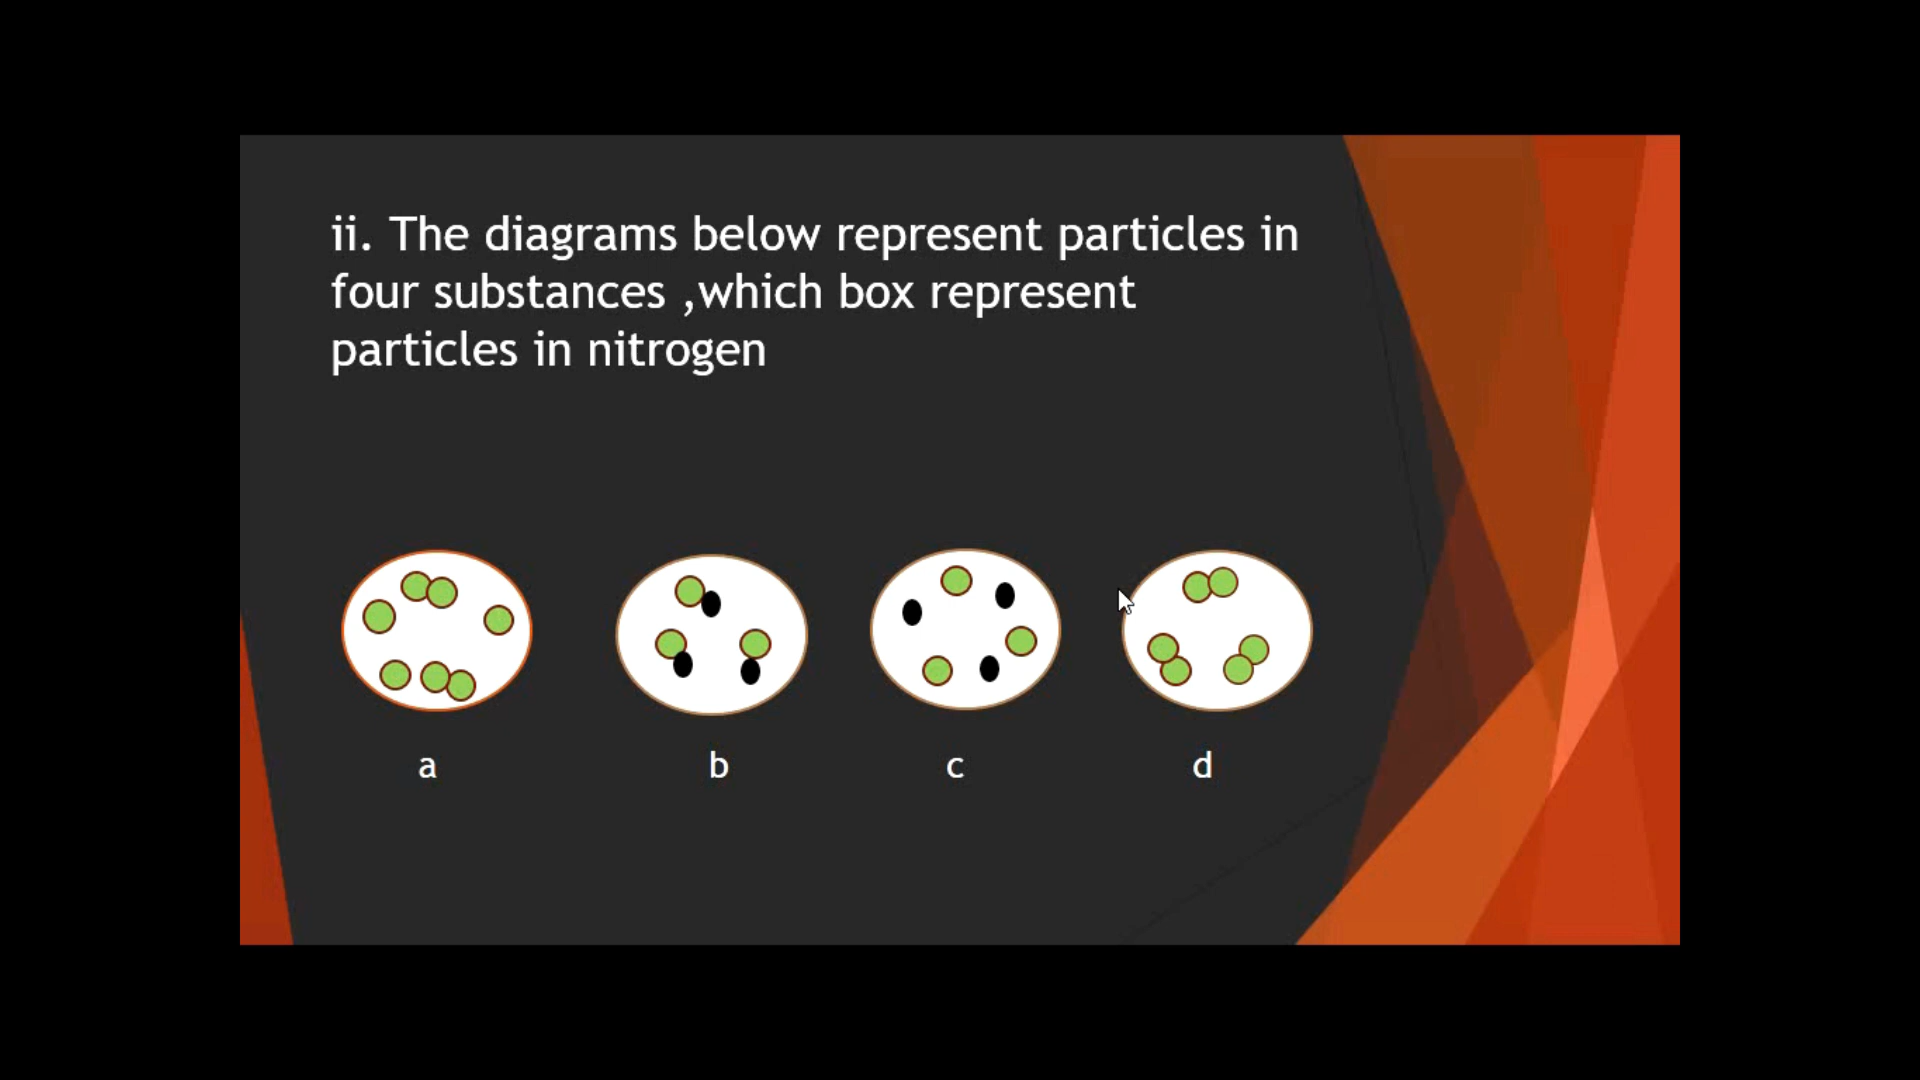 ii. The diagrams below represent particles in
four substances ,which box represent
particles in nitrogen
a b c d